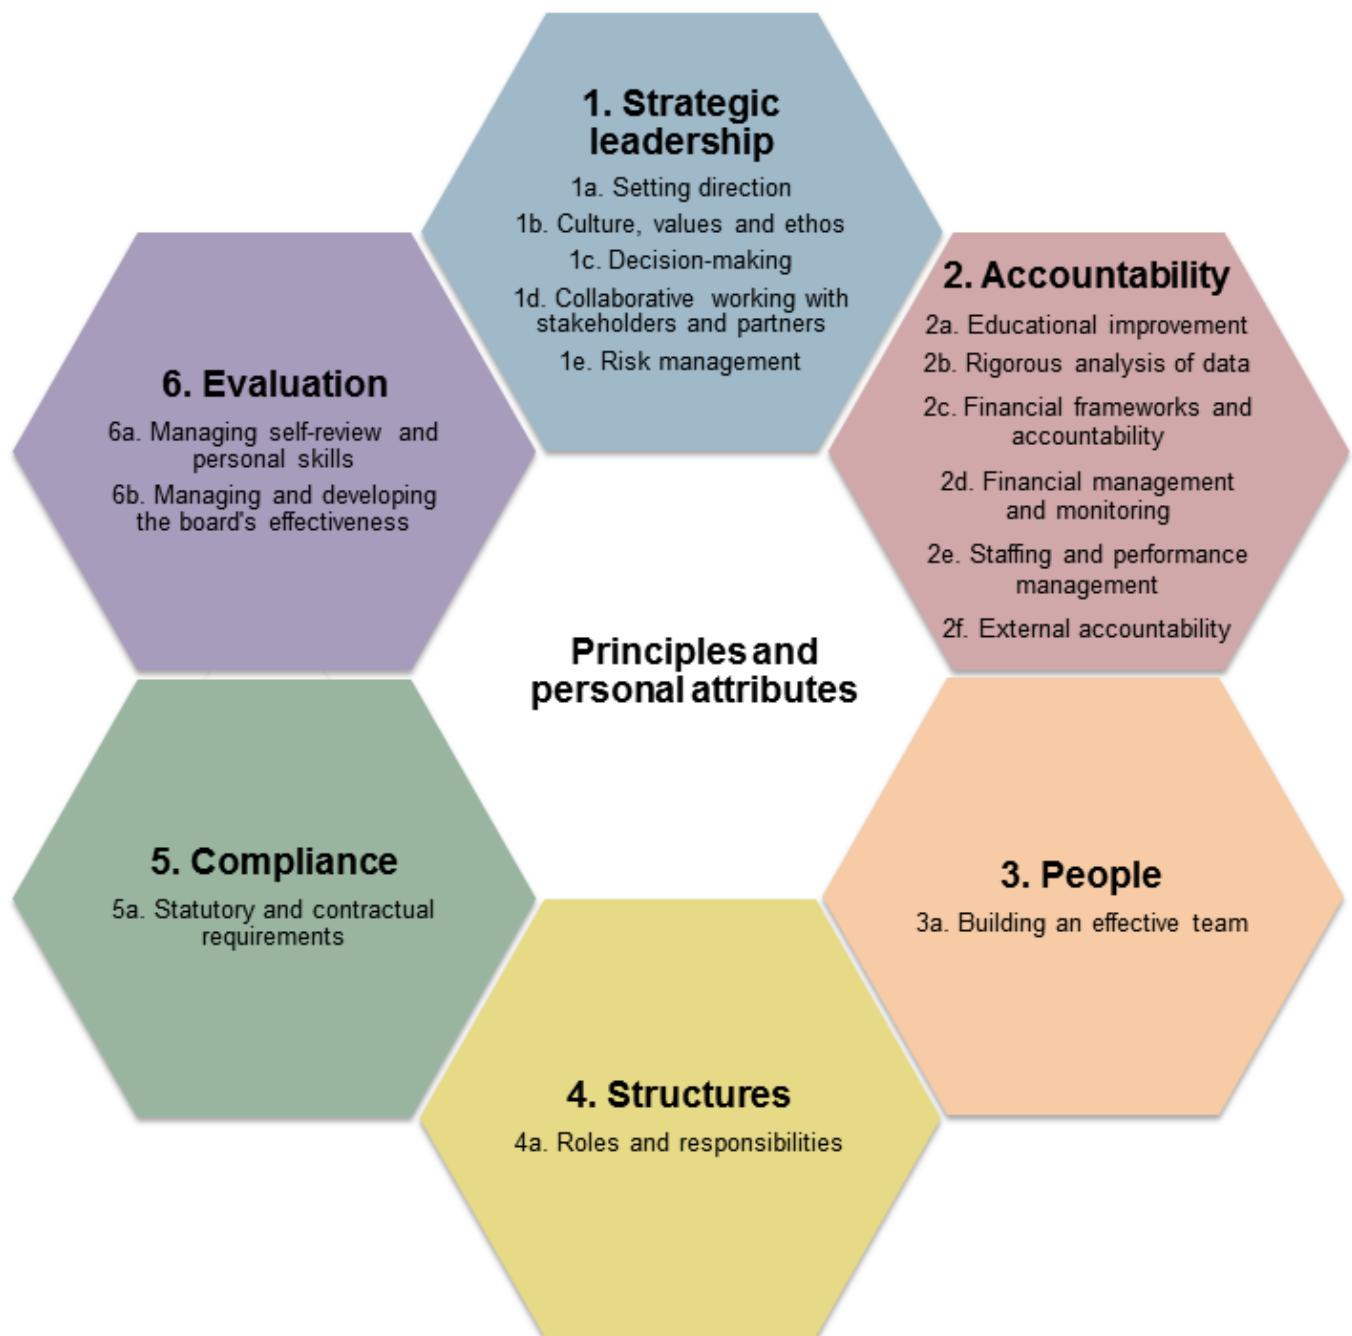 1. Strategic
leadership
1a. Setting direction
1b. Culture, values and ethos
1c. Decision-making
1d. Collaborative working with
stakeholders and partners
1e. Risk management
2. Accountability
2a. Educational improvement
2b. Rigorous analysis of data
2c. Financial frameworks and
accountability
2d. Financial management
and monitoring
2e. Staffing and performance
management
2f. External accountability
3. People
3a. Building an effective team
4. Structures
4a. Roles and responsibilities
5. Compliance
5a. Statutory and contractual
requirements
6. Evaluation
6a. Managing self-review and
personal skills
6b. Managing and developing
the board's effectiveness
Principles and
personal attributes